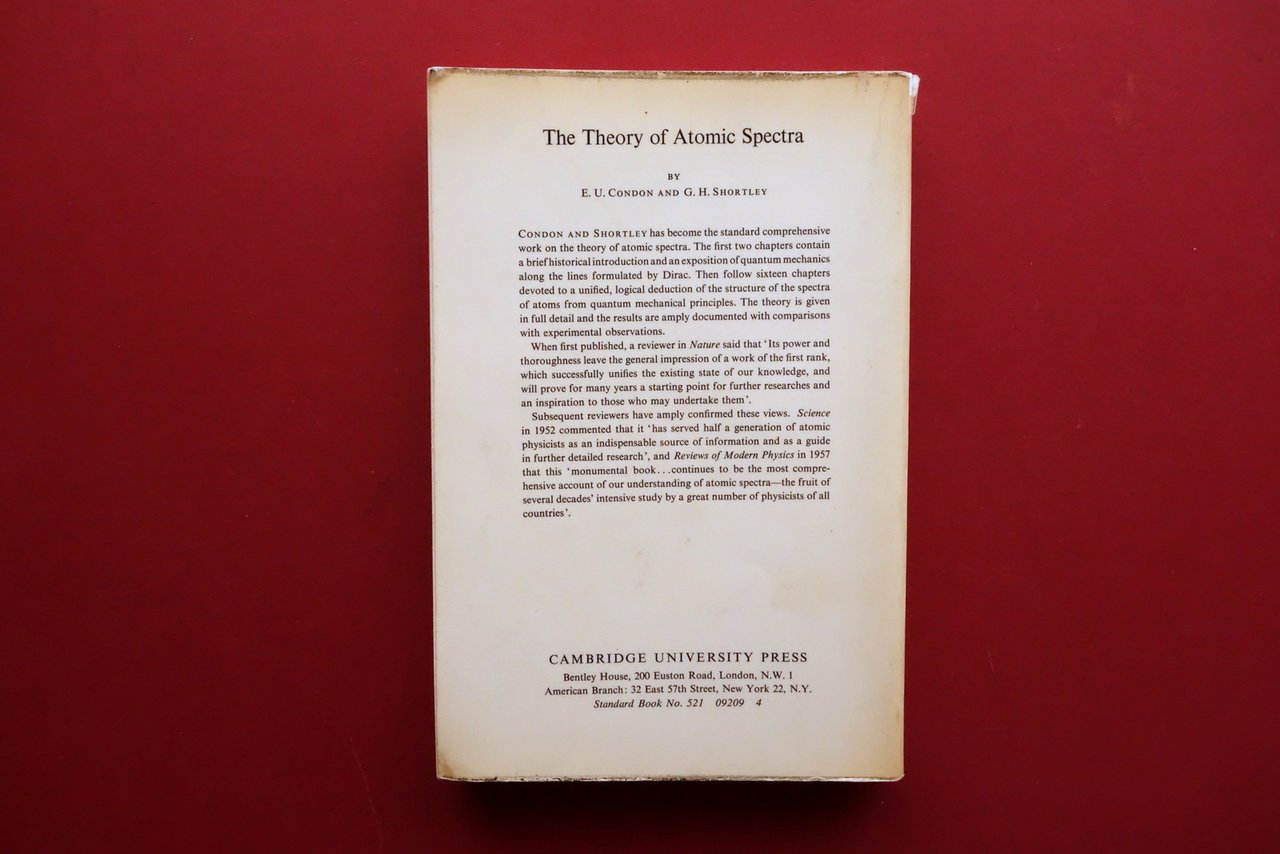 The Theory of Atomic Spectra
BY
E. U. CONDON AND G. H. SHORTLEY
CONDON AND SHORTLEY has become the standard comprehensive
work on the theory of atomic spectra. The first two chapters contain
a brief historical introduction and an exposition of quantum mechanics
along the lines formulated by Dirac. Then follow sixteen chapters
devoted to a unified, logical deduction of the structure of the spectra
of atoms from quantum mechanical principles. The theory is given
in full detail and the results are amply documented with comparisons
with experimental observations.
When first published, a reviewer in Nature said that ‘Its power and
thoroughness leave the general impression of a work of the first rank,
which successfully unifies the existing state of our knowledge, and
will prove for many years a starting point for further researches and
an inspiration to those who may undertake them’.
Subsequent reviewers have amply confirmed these views. Science
in 1952 commented that it ‘has served half a generation of atomic
physicists as an indispensable source of information and as a guide
in further detailed research’, and Reviews of Modern Physics in 1957
that this ‘monumental book...continues to be the most compre-
hensive account of our understanding of atomic spectra—the fruit of
several decades’ intensive study by a great number of physicists of all
countries’.
CAMBRIDGE UNIVERSITY PRESS
Bentley House, 200 Euston Road, London, N.W. 1
American Branch: 32 East 57th Street, New York 22, N.Y.
Standard Book No. 521 09209 4